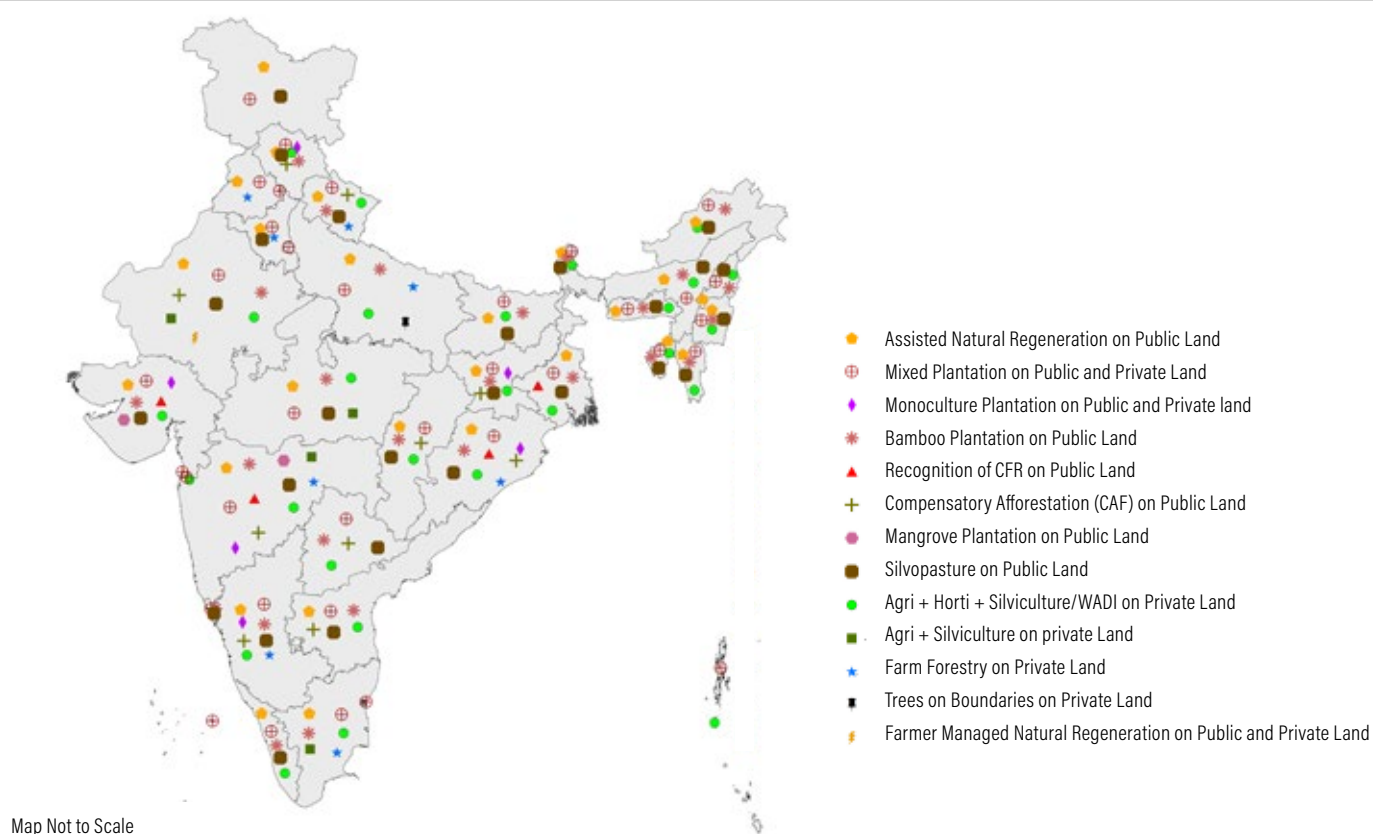 Assisted Natural Regeneration on Public Land
Mixed Plantation on Public and Private Land
Monoculture Plantation on Public and Private land
Bamboo Plantation on Public Land
Recognition of CFR on Public Land
Compensatory Afforestation (CAF) on Public Land
Mangrove Plantation on Public Land
Silvopasture on Public Land
Agri + Horti + Silviculture/WADI on Private Land
Agri + Silviculture on private Land
Farm Forestry on Private Land
Trees on Boundaries on Private Land
Farmer Managed Natural Regeneration on Public and Private Land
Map Not to Scale